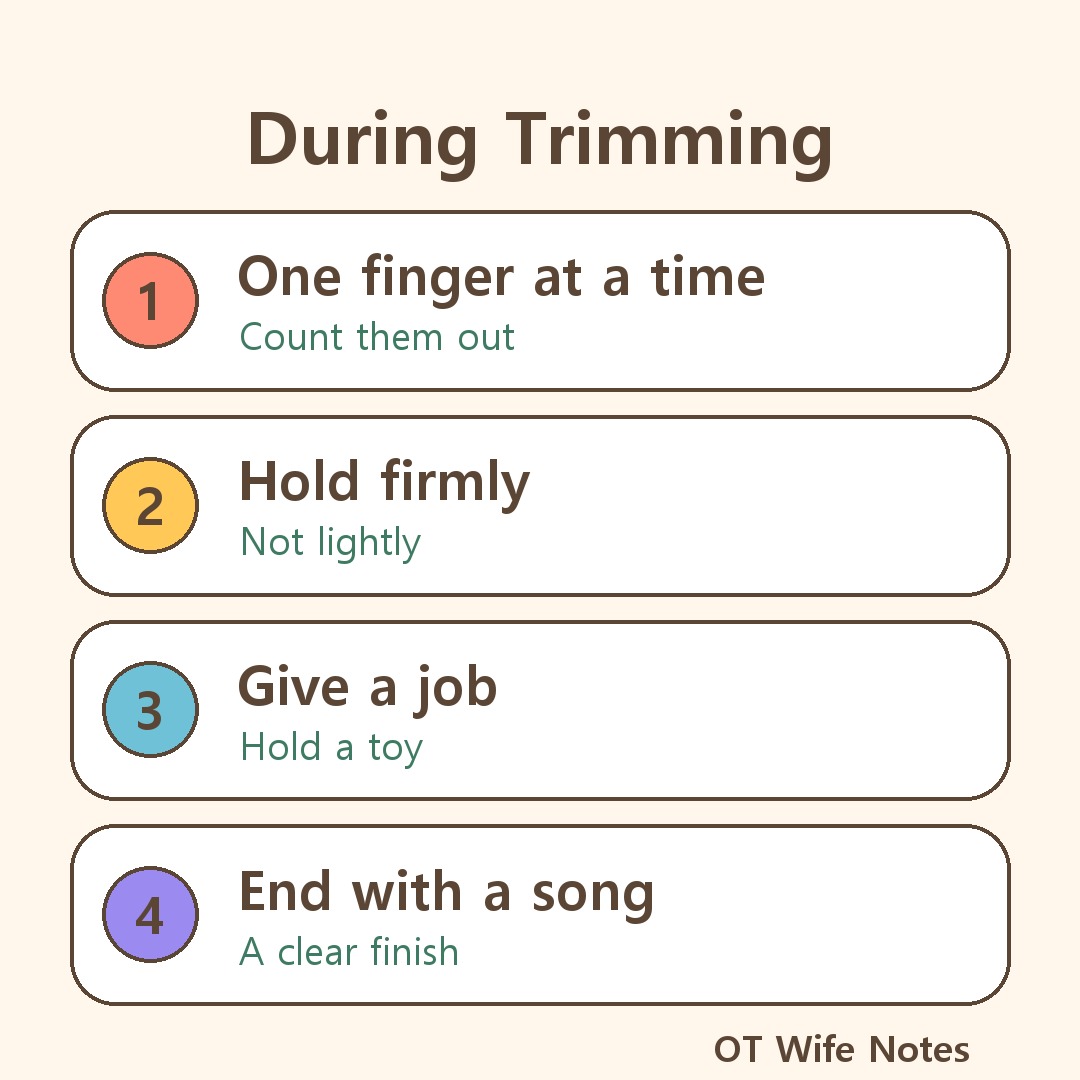 During Trimming
1
One finger at a time
Count them out
2
Hold firmly
Not lightly
3
Give a job
Hold a toy
4
End with a song
A clear finish
OT Wife Notes